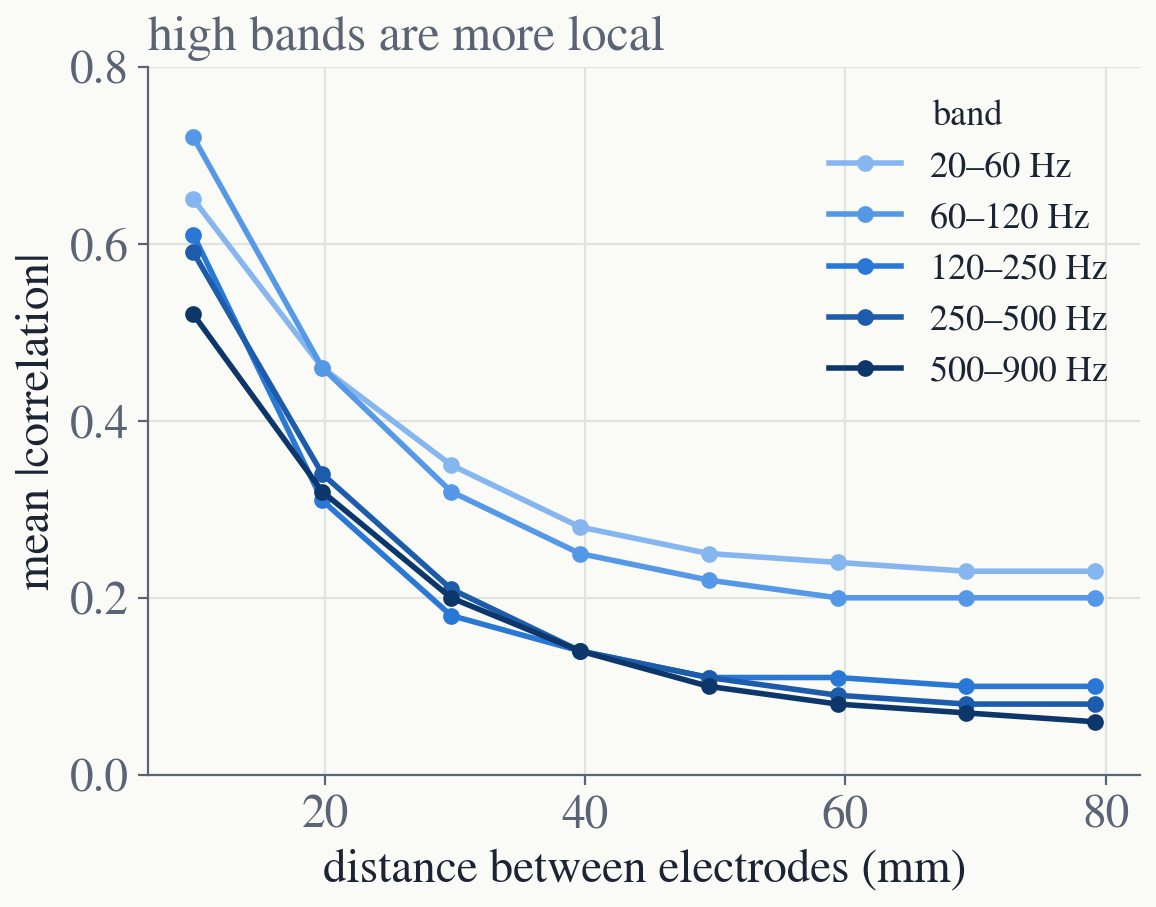 high bands are more local
0.8
0.6
0.4
0.2
0.0
mean |correlation|
band
20–60 Hz
60–120 Hz
120–250 Hz
250–500 Hz
500–900 Hz
20 40 60 80
distance between electrodes (mm)